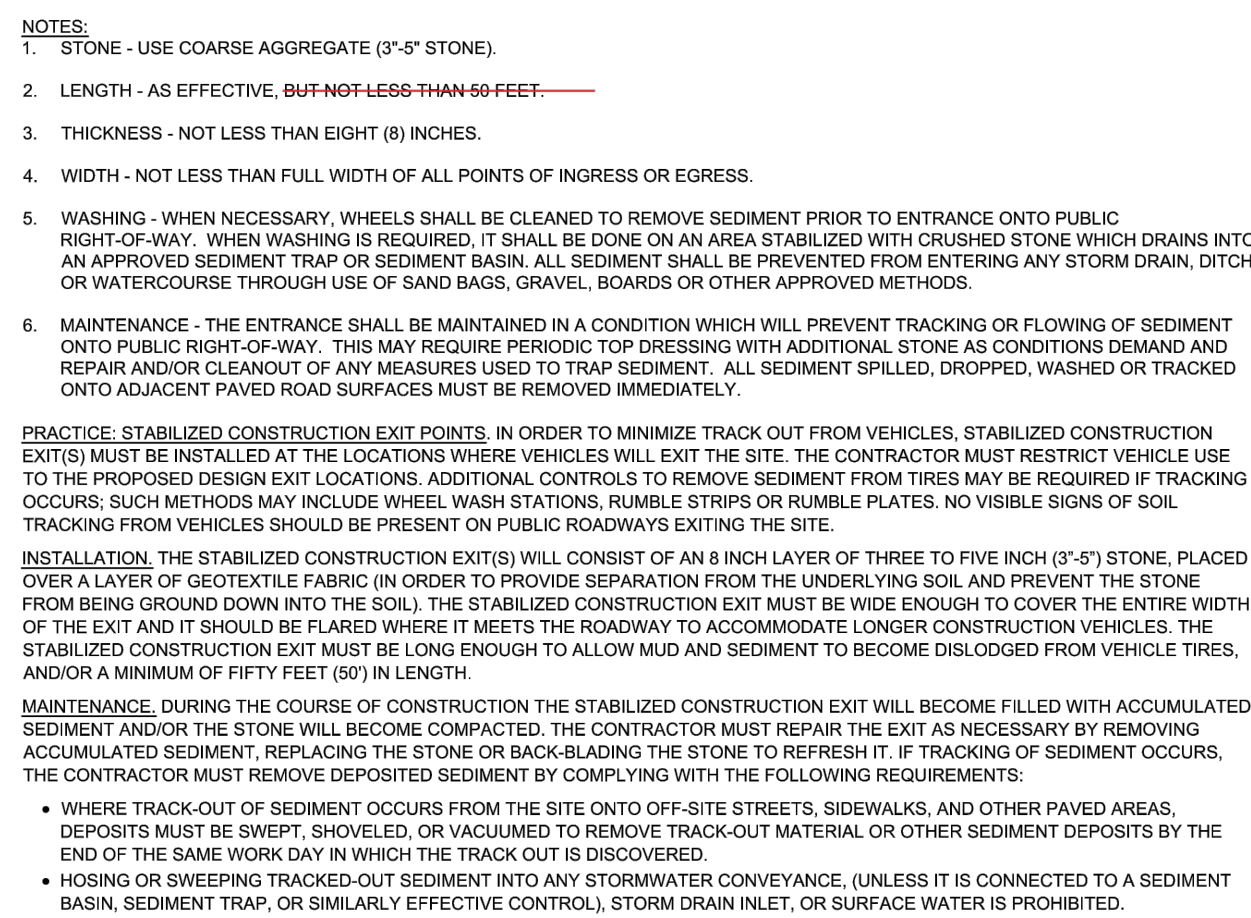 NOTES:
1. STONE - USE COARSE AGGREGATE (3"-5" STONE).
2. LENGTH - AS EFFECTIVE, BUT NOT LESS THAN 50 FEET.
3. THICKNESS - NOT LESS THAN EIGHT (8) INCHES.
4. WIDTH - NOT LESS THAN FULL WIDTH OF ALL POINTS OF INGRESS OR EGRESS.
5. WASHING - WHEN NECESSARY, WHEELS SHALL BE CLEANED TO REMOVE SEDIMENT PRIOR TO ENTRANCE ONTO PUBLIC
RIGHT-OF-WAY. WHEN WASHING IS REQUIRED, IT SHALL BE DONE ON AN AREA STABILIZED WITH CRUSHED STONE WHICH DRAINS INTO
AN APPROVED SEDIMENT TRAP OR SEDIMENT BASIN. ALL SEDIMENT SHALL BE PREVENTED FROM ENTERING ANY STORM DRAIN, DITCH
OR WATERCOURSE THROUGH USE OF SAND BAGS, GRAVEL, BOARDS OR OTHER APPROVED METHODS.
6. MAINTENANCE - THE ENTRANCE SHALL BE MAINTAINED IN A CONDITION WHICH WILL PREVENT TRACKING OR FLOWING OF SEDIMENT
ONTO PUBLIC RIGHT-OF-WAY. THIS MAY REQUIRE PERIODIC TOP DRESSING WITH ADDITIONAL STONE AS CONDITIONS DEMAND AND
REPAIR AND/OR CLEANOUT OF ANY MEASURES USED TO TRAP SEDIMENT. ALL SEDIMENT SPILLED, DROPPED, WASHED OR TRACKED
ONTO ADJACENT PAVED ROAD SURFACES MUST BE REMOVED IMMEDIATELY.
PRACTICE: STABILIZED CONSTRUCTION EXIT POINTS. IN ORDER TO MINIMIZE TRACK OUT FROM VEHICLES, STABILIZED CONSTRUCTION
EXIT(S) MUST BE INSTALLED AT THE LOCATIONS WHERE VEHICLES WILL EXIT THE SITE. THE CONTRACTOR MUST RESTRICT VEHICLE USE
TO THE PROPOSED DESIGN EXIT LOCATIONS. ADDITIONAL CONTROLS TO REMOVE SEDIMENT FROM TIRES MAY BE REQUIRED IF TRACKING
OCCURS; SUCH METHODS MAY INCLUDE WHEEL WASH STATIONS, RUMBLE STRIPS OR RUMBLE PLATES. NO VISIBLE SIGNS OF SOIL
TRACKING FROM VEHICLES SHOULD BE PRESENT ON PUBLIC ROADWAYS EXITING THE SITE.
INSTALLATION. THE STABILIZED CONSTRUCTION EXIT(S) WILL CONSIST OF AN 8 INCH LAYER OF THREE TO FIVE INCH (3”-5”) STONE, PLACED
OVER A LAYER OF GEOTEXTILE FABRIC (IN ORDER TO PROVIDE SEPARATION FROM THE UNDERLYING SOIL AND PREVENT THE STONE
FROM BEING GROUND DOWN INTO THE SOIL). THE STABILIZED CONSTRUCTION EXIT MUST BE WIDE ENOUGH TO COVER THE ENTIRE WIDTH
OF THE EXIT AND IT SHOULD BE FLARED WHERE IT MEETS THE ROADWAY TO ACCOMMODATE LONGER CONSTRUCTION VEHICLES. THE
STABILIZED CONSTRUCTION EXIT MUST BE LONG ENOUGH TO ALLOW MUD AND SEDIMENT TO BECOME DISLODGED FROM VEHICLE TIRES,
AND/OR A MINIMUM OF FIFTY FEET (50') IN LENGTH.
MAINTENANCE. DURING THE COURSE OF CONSTRUCTION THE STABILIZED CONSTRUCTION EXIT WILL BECOME FILLED WITH ACCUMULATED
SEDIMENT AND/OR THE STONE WILL BECOME COMPACTED. THE CONTRACTOR MUST REPAIR THE EXIT AS NECESSARY BY REMOVING
ACCUMULATED SEDIMENT, REPLACING THE STONE OR BACK-BLADING THE STONE TO REFRESH IT. IF TRACKING OF SEDIMENT OCCURS,
THE CONTRACTOR MUST REMOVE DEPOSITED SEDIMENT BY COMPLYING WITH THE FOLLOWING REQUIREMENTS:
• WHERE TRACK-OUT OF SEDIMENT OCCURS FROM THE SITE ONTO OFF-SITE STREETS, SIDEWALKS, AND OTHER PAVED AREAS,
DEPOSITS MUST BE SWEPT, SHOVELED, OR VACUUMED TO REMOVE TRACK-OUT MATERIAL OR OTHER SEDIMENT DEPOSITS BY THE
END OF THE SAME WORK DAY IN WHICH THE TRACK OUT IS DISCOVERED.
• HOSING OR SWEEPING TRACKED-OUT SEDIMENT INTO ANY STORMWATER CONVEYANCE, (UNLESS IT IS CONNECTED TO A SEDIMENT
BASIN, SEDIMENT TRAP, OR SIMILARLY EFFECTIVE CONTROL), STORM DRAIN INLET, OR SURFACE WATER IS PROHIBITED.